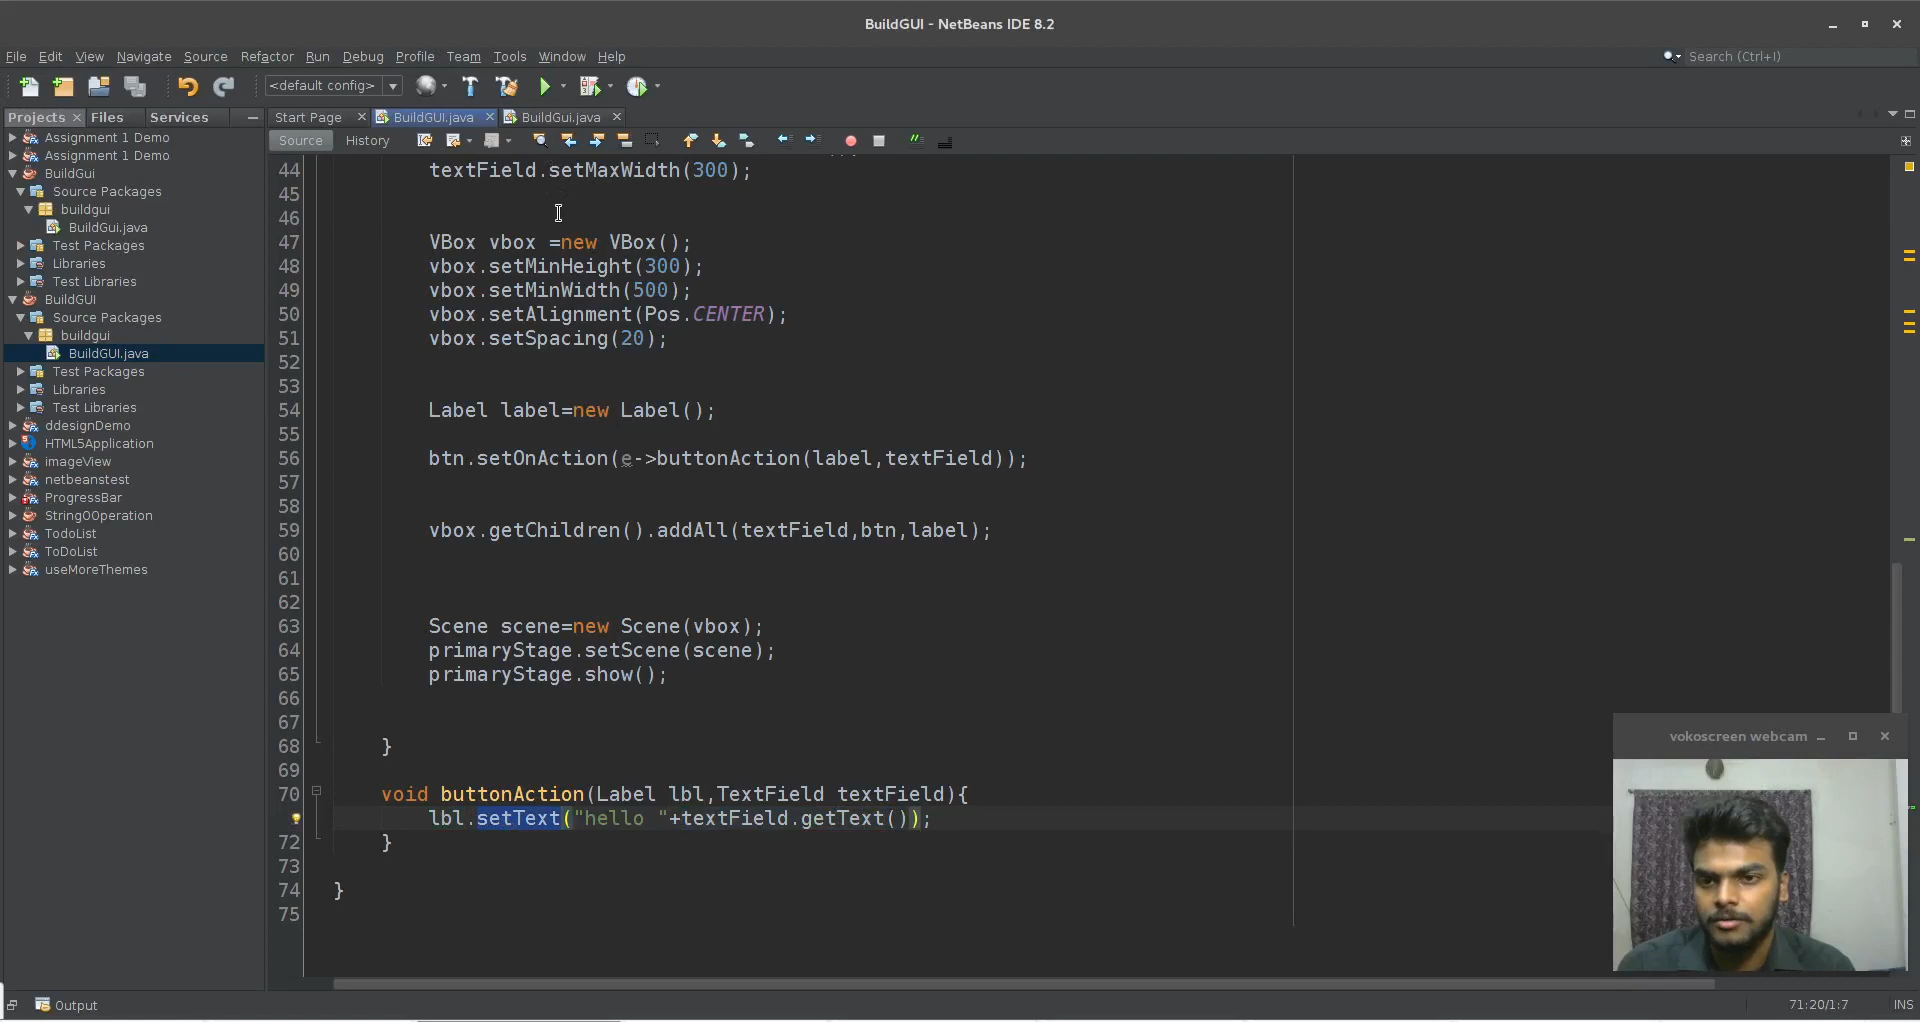 BuildGUI - NetBeans IDE 8.2
File Edit View Navigate Source Refactor Run Debug Profile Team Tools Window Help
Search (Ctrl+I)
<default config>
Projects Files Services
Start Page BuildGUI.java BuildGui.java
Source History
Assignment 1 Demo
Assignment 1 Demo
BuildGui
Source Packages
buildgui
BuildGui.java
Test Packages
Libraries
Test Libraries
BuildGUI
Source Packages
buildgui
BuildGUI.java
Test Packages
Libraries
Test Libraries
ddesignDemo
HTML5Application
imageView
netbeanstest
ProgressBar
StringOOperation
TodoList
ToDoList
useMoreThemes
44 textField.setMaxWidth(300);
45
46
47 VBox vbox =new VBox();
48 vbox.setMinHeight(300);
49 vbox.setMinWidth(500);
50 vbox.setAlignment(Pos.CENTER);
51 vbox.setSpacing(20);
52
53
54 Label label=new Label();
55
56 btn.setOnAction(e->buttonAction(label,textField));
57
58
59 vbox.getChildren().addAll(textField,btn,label);
60
61
62
63 Scene scene=new Scene(vbox);
64 primaryStage.setScene(scene);
65 primaryStage.show();
66
67
68 }
69
70 void buttonAction(Label lbl,TextField textField){
lbl.setText("hello "+textField.getText());
72 }
73
74 }
75
vokoscreen webcam
Output
71:20/1:7 INS